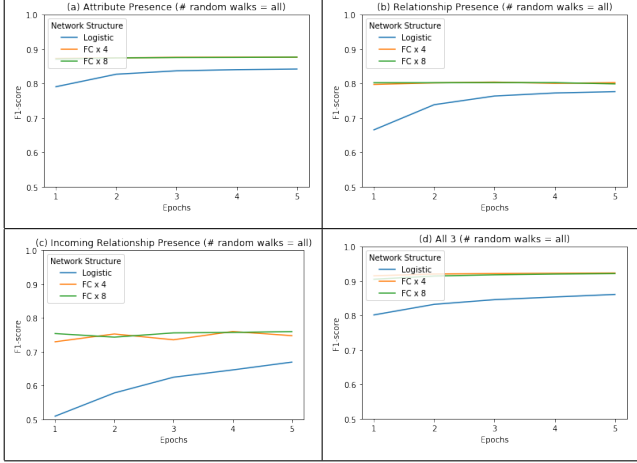 (a) Attribute Presence (# random walks = all)
1.0
0.9
0.8
0.7
0.6
0.5
F1-score
Network Structure
Logistic
FC x 4
FC x 8
1 2 3 4 5
Epochs
(b) Relationship Presence (# random walks = all)
1.0
0.9
0.8
0.7
0.6
0.5
F1-score
Network Structure
Logistic
FC x 4
FC x 8
1 2 3 4 5
Epochs
(c) Incoming Relationship Presence (# random walks = all)
1.0
0.9
0.8
0.7
0.6
0.5
F1-score
Network Structure
Logistic
FC x 4
FC x 8
1 2 3 4 5
Epochs
(d) All 3 (# random walks = all)
1.0
0.9
0.8
0.7
0.6
0.5
F1-score
Network Structure
Logistic
FC x 4
FC x 8
1 2 3 4 5
Epochs